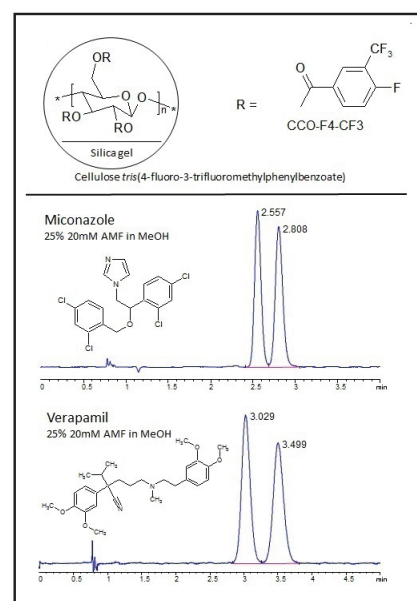 OR
* O O O *
RO OR n
Silica gel
R =
O CF3
F
CCO-F4-CF3
Cellulose tris(4-fluoro-3-trifluoromethylphenylbenzoate)
Miconazole
25% 20mM AMF in MeOH
2.557
2.808
N
N
Cl Cl
O Cl
Cl
0 0.5 1 1.5 2 2.5 3 3.5 min
Verapamil
25% 20mM AMF in MeOH
3.029
3.499
H3C CH3
O CH3
O CH3
N
CH3
N
H3C O
O CH3
0 0.5 1 1.5 2 2.5 3 3.5 4 4.5 min